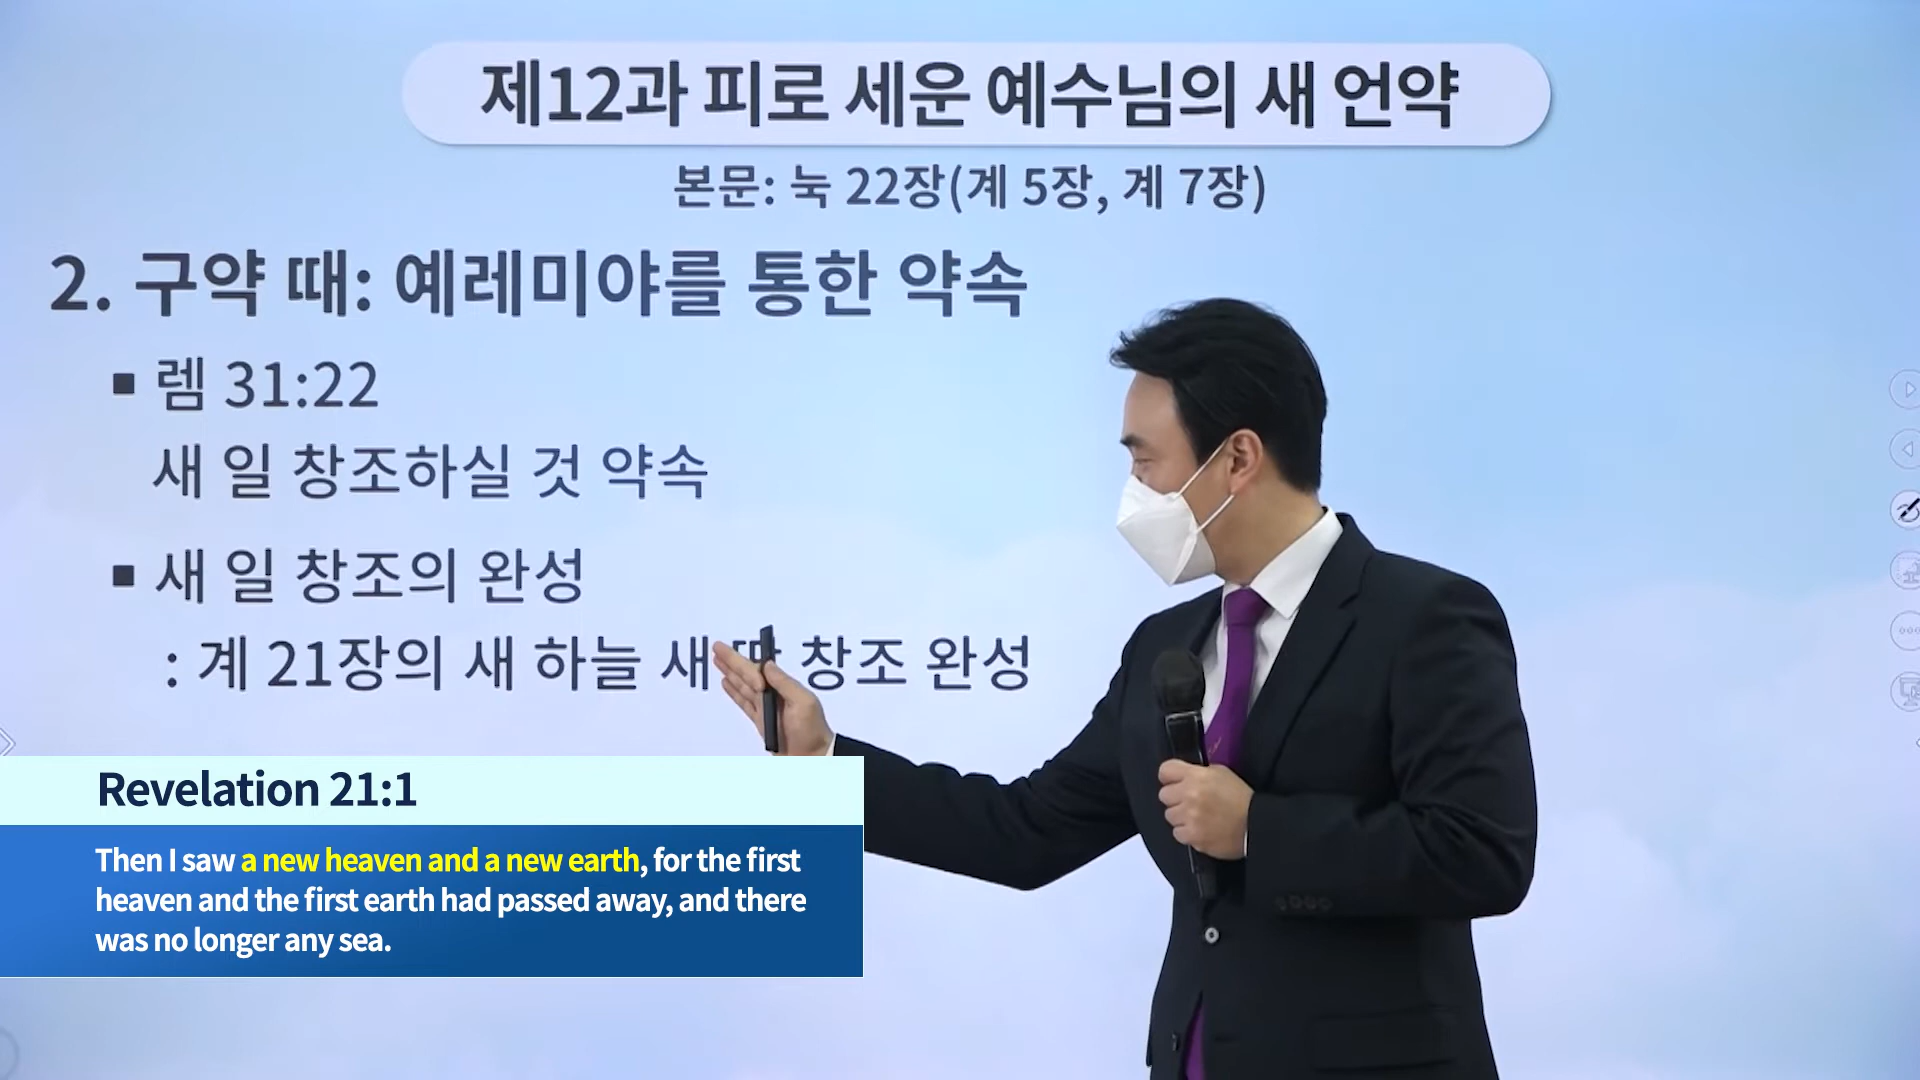 제12과 피로 세운 예수님의 새 언약
본문: 눅 22장(계 5장, 계 7장)
2. 구약 때: 예레미야를 통한 약속
▪ 렘 31:22
새 일 창조하실 것 약속
▪ 새 일 창조의 완성
: 계 21장의 새 하늘 새 창조 완성
Revelation 21:1
Then I saw a new heaven and a new earth, for the first
heaven and the first earth had passed away, and there
was no longer any sea.